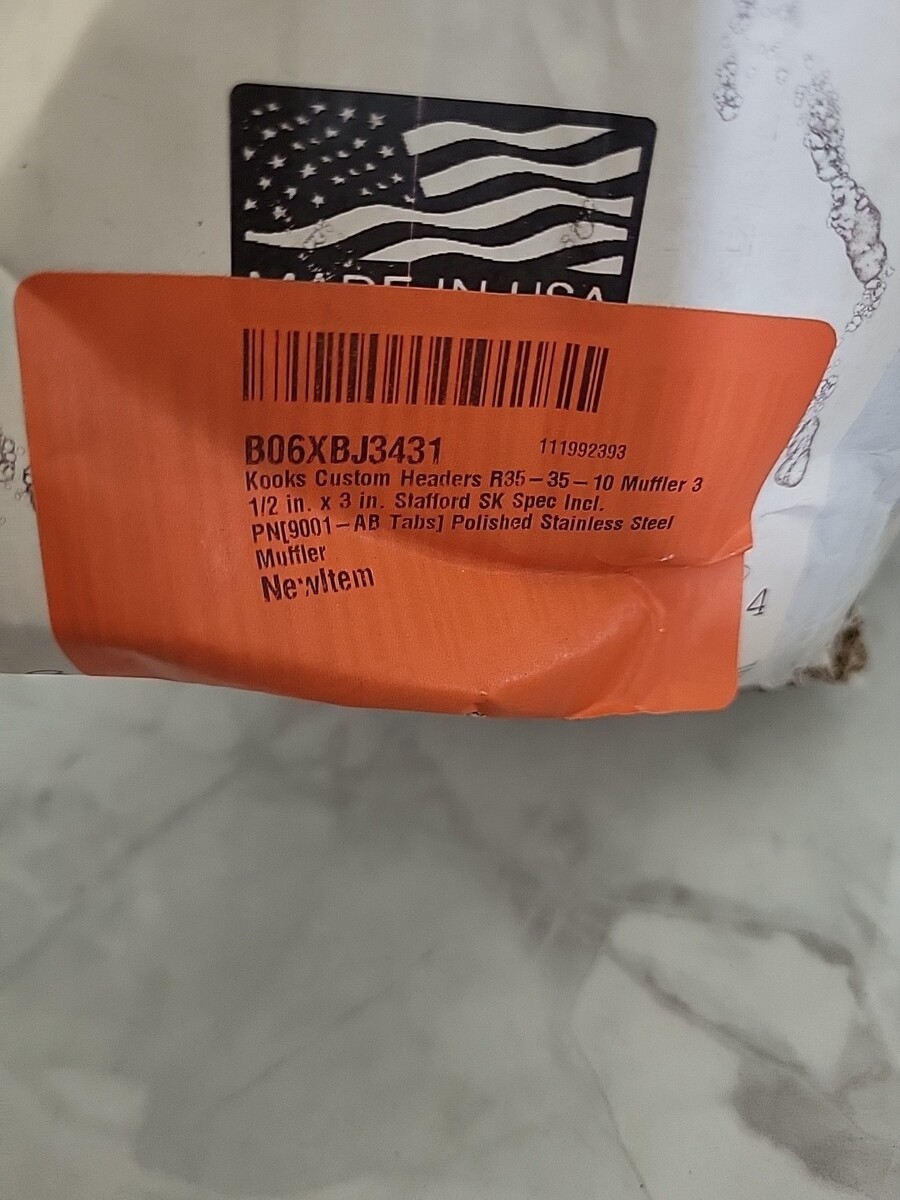 MADE IN USA
B06XBJ3431
111992393
Kooks Custom Headers R35-35-10 Muffler 3
1/2 in. x 3 in. Stafford SK Spec Incl.
PN[9001-AB Tabs] Polished Stainless Steel
Muffler
NewItem
4